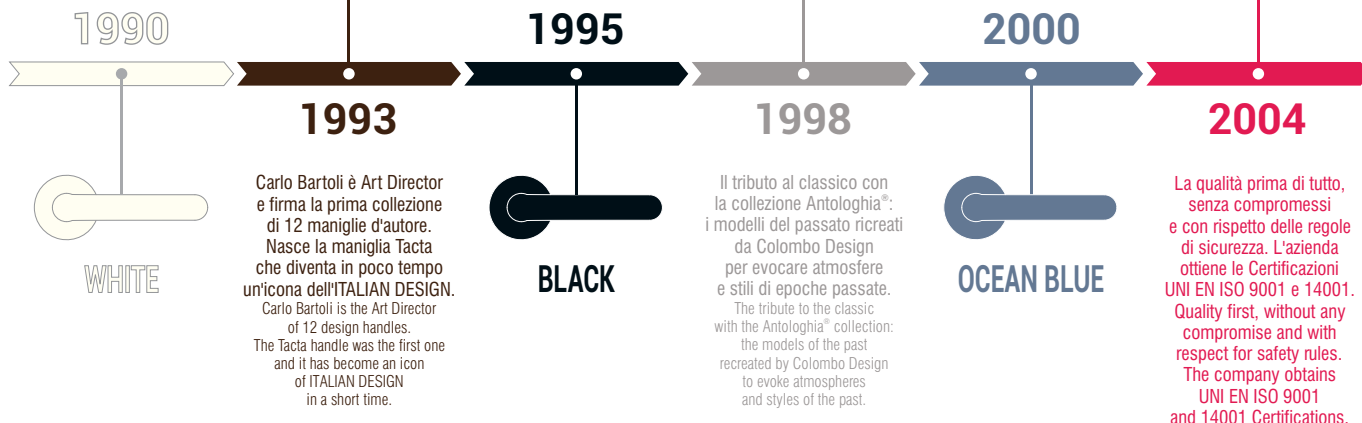 1990
WHITE
1993
Carlo Bartoli è Art Director
e firma la prima collezione
di 12 maniglie d'autore.
Nasce la maniglia Tacta
che diventa in poco tempo
un'icona dell'ITALIAN DESIGN.
Carlo Bartoli is the Art Director
of 12 design handles.
The Tacta handle was the first one
and it has become an icon
of ITALIAN DESIGN
in a short time.
1995
BLACK
1998
Il tributo al classico con
la collezione Antologhia®:
i modelli del passato ricreati
da Colombo Design
per evocare atmosfere
e stili di epoche passate.
The tribute to the classic
with the Antologhia® collection:
the models of the past
recreated by Colombo Design
to evoke atmospheres
and styles of the past.
2000
OCEAN BLUE
2004
La qualità prima di tutto,
senza compromessi
e con rispetto delle regole
di sicurezza. L'azienda
ottiene le Certificazioni
UNI EN ISO 9001 e 14001.
Quality first, without any
compromise and with
respect for safety rules.
The company obtains
UNI EN ISO 9001
and 14001 Certifications.